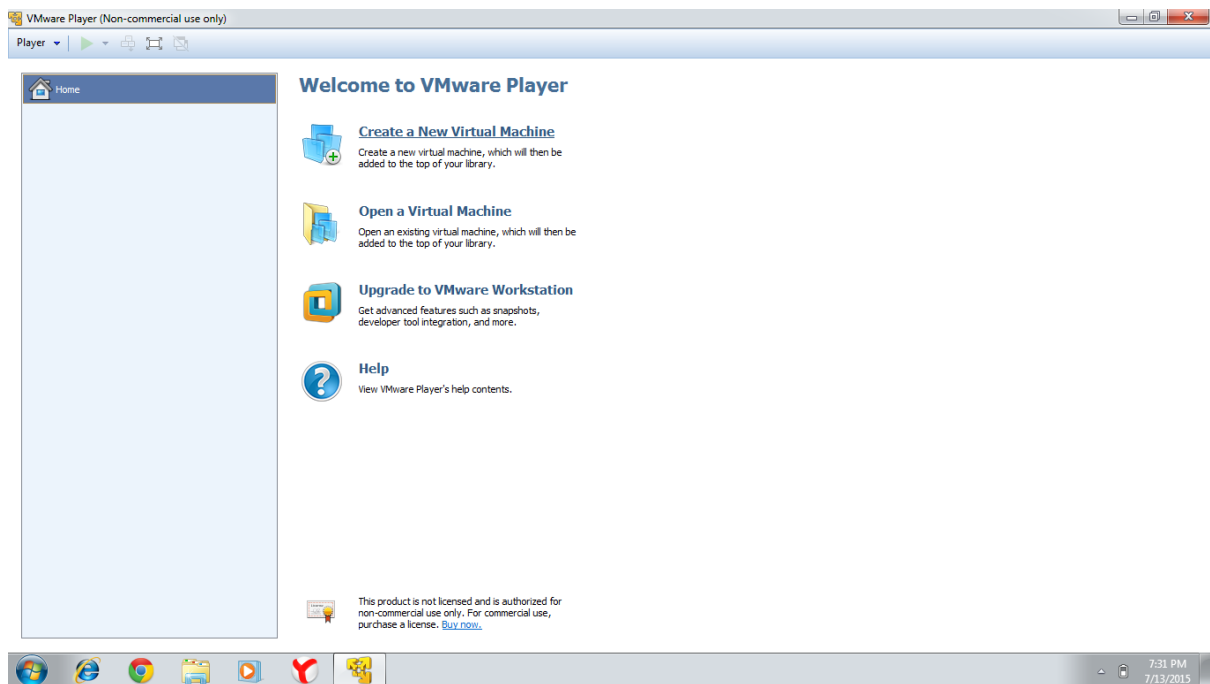 VMware Player (Non-commercial use only)
Player
Home
Welcome to VMware Player
Create a New Virtual Machine
Create a new virtual machine, which will then be
added to the top of your library.
Open a Virtual Machine
Open an existing virtual machine, which will then be
added to the top of your library.
Upgrade to VMware Workstation
Get advanced features such as snapshots,
developer tool integration, and more.
Help
View VMware Player's help contents.
This product is not licensed and is authorized for
non-commercial use only. For commercial use,
purchase a license. Buy now.
7:31 PM
7/13/2015